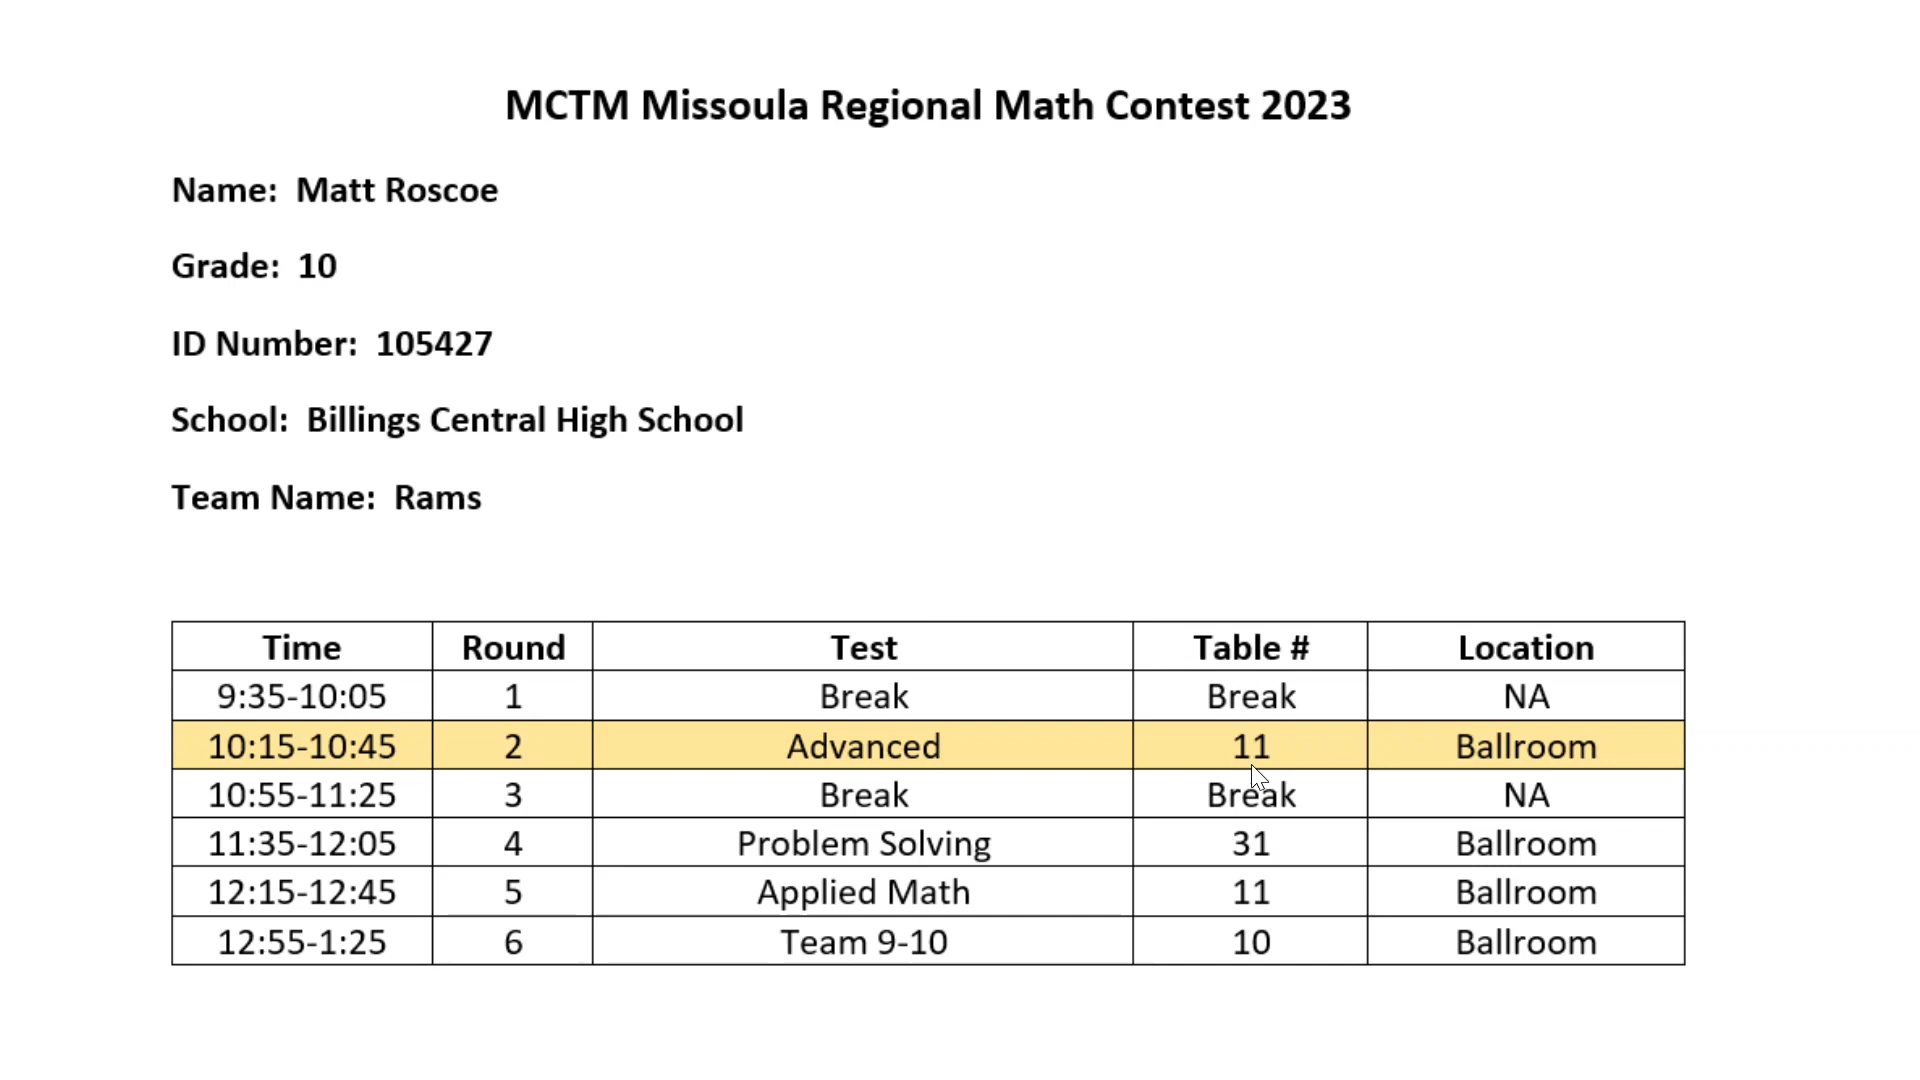 MCTM Missoula Regional Math Contest 2023
Name: Matt Roscoe
Grade: 10
ID Number: 105427
School: Billings Central High School
Team Name: Rams
Time Round Test Table # Location
9:35-10:05 1 Break Break NA
10:15-10:45 2 Advanced 11 Ballroom
10:55-11:25 3 Break Break NA
11:35-12:05 4 Problem Solving 31 Ballroom
12:15-12:45 5 Applied Math 11 Ballroom
12:55-1:25 6 Team 9-10 10 Ballroom